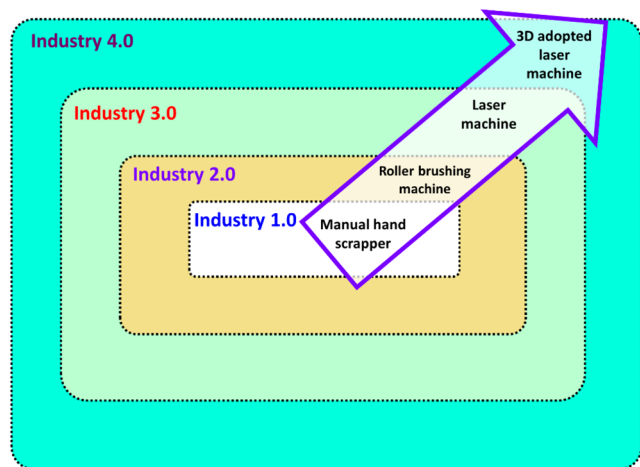 Industry 4.0
3D adopted
laser
machine
Industry 3.0
Laser
machine
Industry 2.0
Roller brushing
machine
Industry 1.0
Manual hand
scrapper